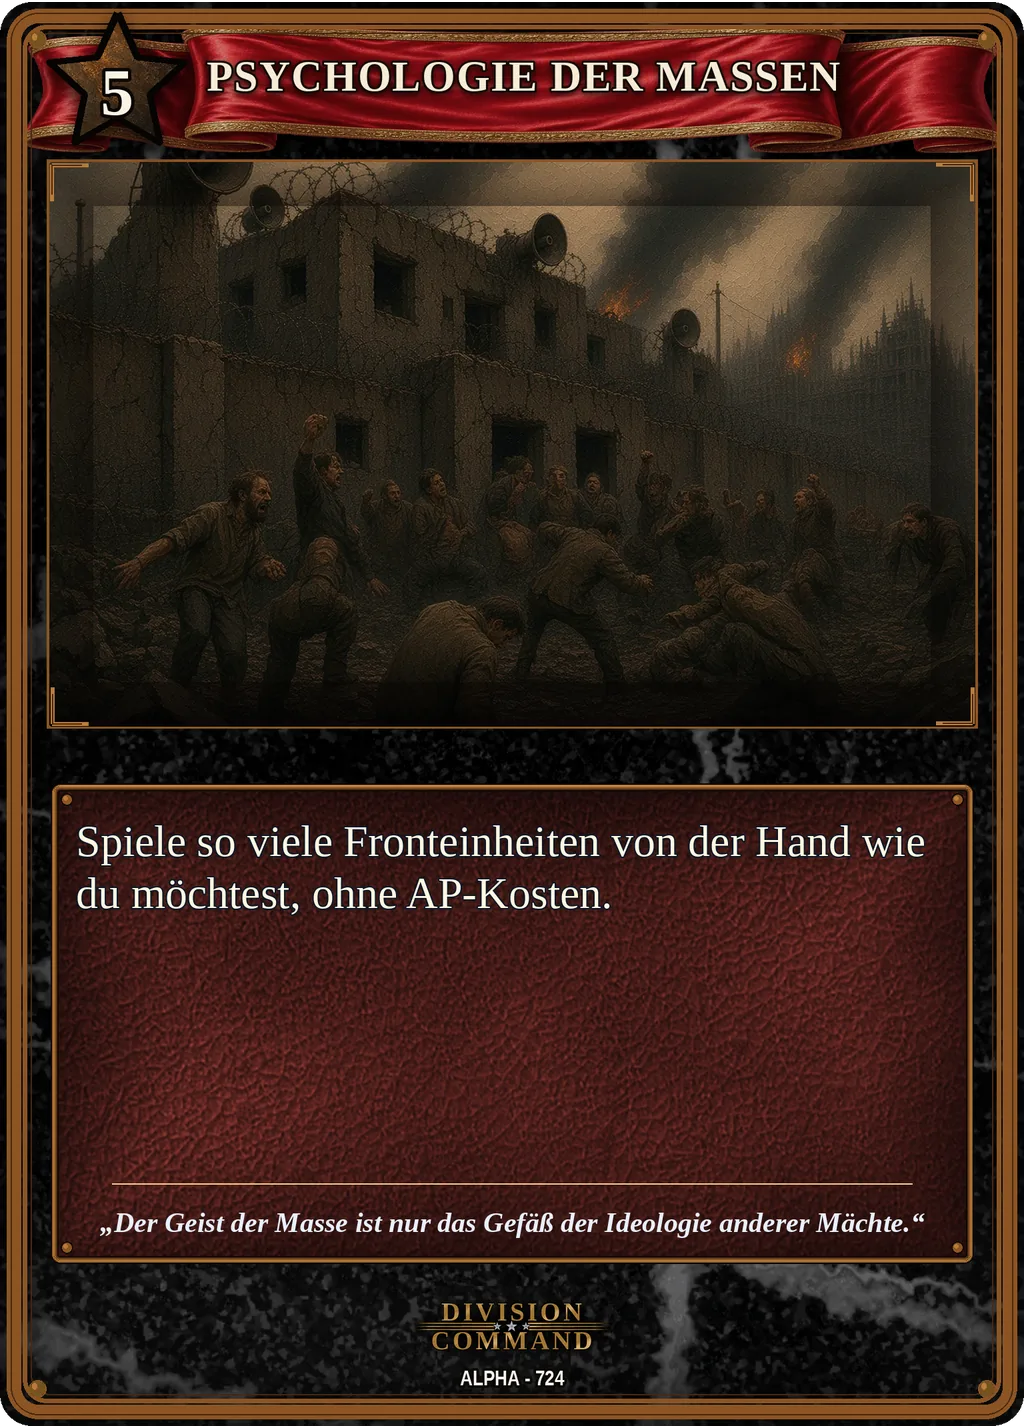 5
PSYCHOLOGIE DER MASSEN
Spiele so viele Fronteinheiten von der Hand wie
du möchtest, ohne AP-Kosten.
„Der Geist der Masse ist nur das Gefäß der Ideologie anderer Mächte.“
DIVISION
COMMAND
ALPHA - 724